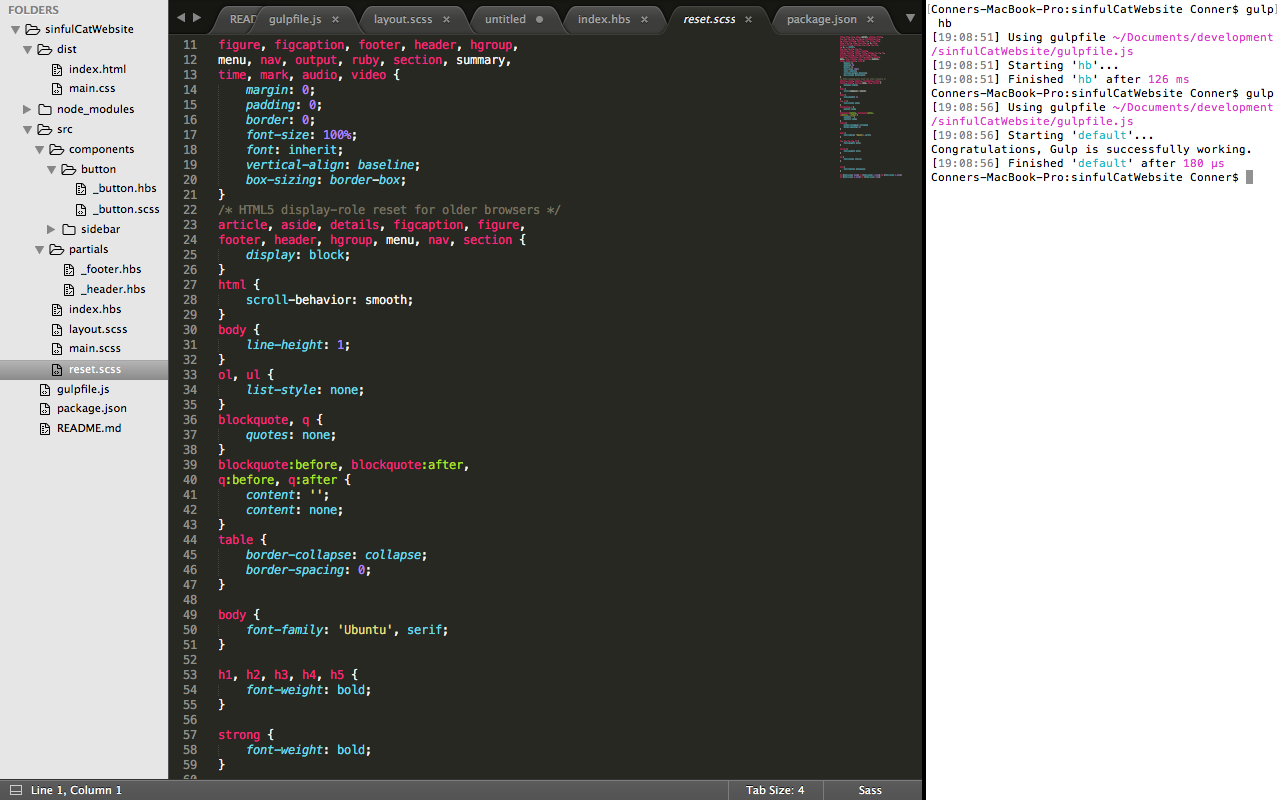 FOLDERS
sinfulCatWebsite
dist
index.html
main.css
node_modules
src
components
button
_button.hbs
_button.scss
sidebar
partials
_footer.hbs
_header.hbs
index.hbs
layout.scss
main.scss
reset.scss
gulpfile.js
package.json
README.md
READ gulpfile.js × layout.scss × untitled index.hbs × reset.scss × package.json ×
11 figure, figcaption, footer, header, hgroup,
12 menu, nav, output, ruby, section, summary,
13 time, mark, audio, video {
14 margin: 0;
15 padding: 0;
16 border: 0;
17 font-size: 100%;
18 font: inherit;
19 vertical-align: baseline;
20 box-sizing: border-box;
21 }
22 /* HTML5 display-role reset for older browsers */
23 article, aside, details, figcaption, figure,
24 footer, header, hgroup, menu, nav, section {
25 display: block;
26 }
27 html {
28 scroll-behavior: smooth;
29 }
30 body {
31 line-height: 1;
32 }
33 ol, ul {
34 list-style: none;
35 }
36 blockquote, q {
37 quotes: none;
38 }
39 blockquote:before, blockquote:after,
40 q:before, q:after {
41 content: '';
42 content: none;
43 }
44 table {
45 border-collapse: collapse;
46 border-spacing: 0;
47 }
48
49 body {
50 font-family: 'Ubuntu', serif;
51 }
52
53 h1, h2, h3, h4, h5 {
54 font-weight: bold;
55 }
56
57 strong {
58 font-weight: bold;
59 }
60
Line 1, Column 1 Tab Size: 4 Sass
[Conners-MacBook-Pro:sinfulCatWebsite Conner$ gulp]
hb
[19:08:51] Using gulpfile ~/Documents/development
/sinfulCatWebsite/gulpfile.js
[19:08:51] Starting 'hb'...
[19:08:51] Finished 'hb' after 126 ms
Conners-MacBook-Pro:sinfulCatWebsite Conner$ gulp
[19:08:56] Using gulpfile ~/Documents/development
/sinfulCatWebsite/gulpfile.js
[19:08:56] Starting 'default'...
Congratulations, Gulp is successfully working.
[19:08:56] Finished 'default' after 180 μs
Conners-MacBook-Pro:sinfulCatWebsite Conner$